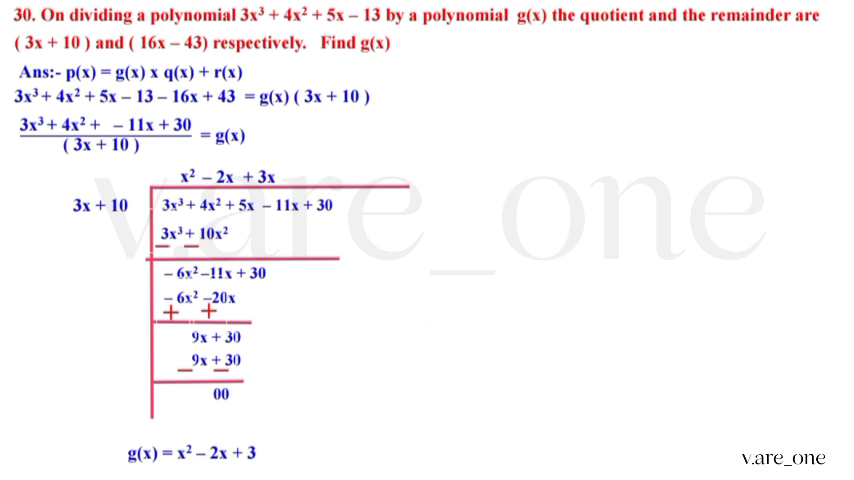 30. On dividing a polynomial 3x³ + 4x² + 5x – 13 by a polynomial g(x) the quotient and the remainder are
( 3x + 10 ) and ( 16x – 43) respectively. Find g(x)
Ans:- p(x) = g(x) x q(x) + r(x)
3x³ + 4x² + 5x – 13 – 16x + 43 = g(x) ( 3x + 10 )
3x³ + 4x² + – 11x + 30
( 3x + 10 ) = g(x)
x² – 2x + 3x
3x + 10 3x³ + 4x² + 5x – 11x + 30
3x³ + 10x²
– –
– 6x² –11x + 30
– 6x² –20x
+ +
9x + 30
9x + 30
– –
00
g(x) = x² – 2x + 3
v.are_one
v.are_one